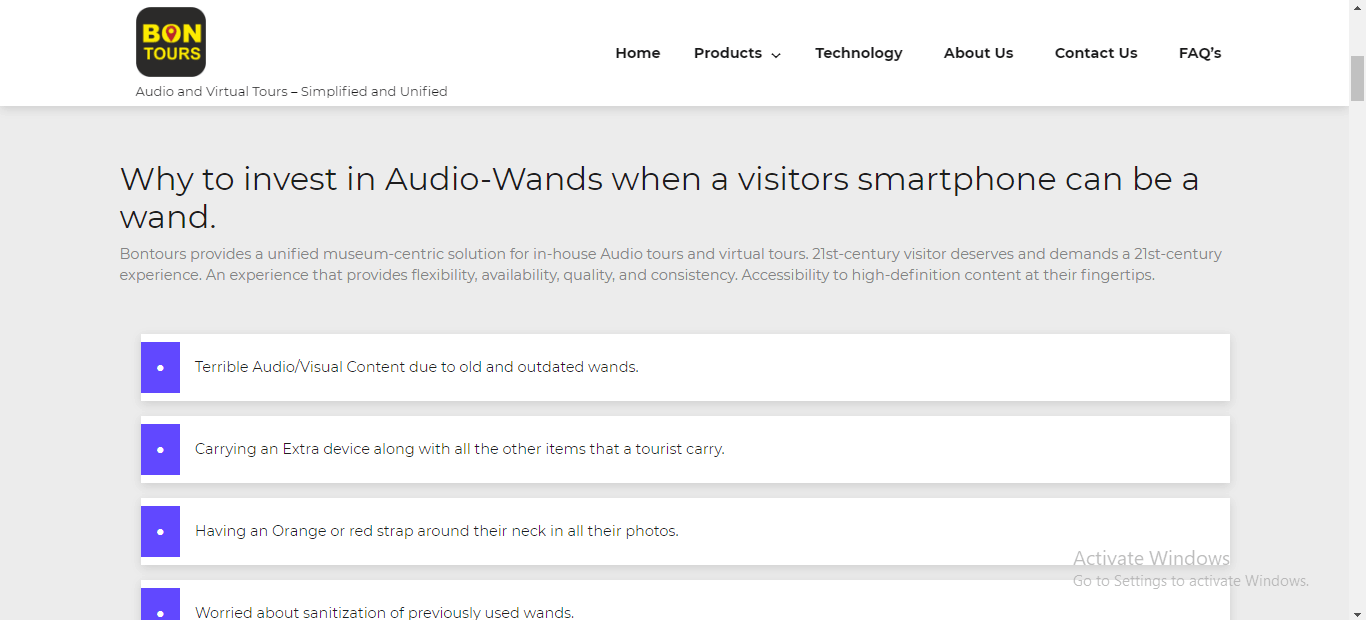 BON
TOURS
Audio and Virtual Tours – Simplified and Unified
Home Products Technology About Us Contact Us FAQ’s
Why to invest in Audio-Wands when a visitors smartphone can be a
wand.
Bontours provides a unified museum-centric solution for in-house Audio tours and virtual tours. 21st-century visitor deserves and demands a 21st-century
experience. An experience that provides flexibility, availability, quality, and consistency. Accessibility to high-definition content at their fingertips.
Terrible Audio/Visual Content due to old and outdated wands.
Carrying an Extra device along with all the other items that a tourist carry.
Having an Orange or red strap around their neck in all their photos.
Worried about sanitization of previously used wands.
Activate Windows
Go to Settings to activate Windows.